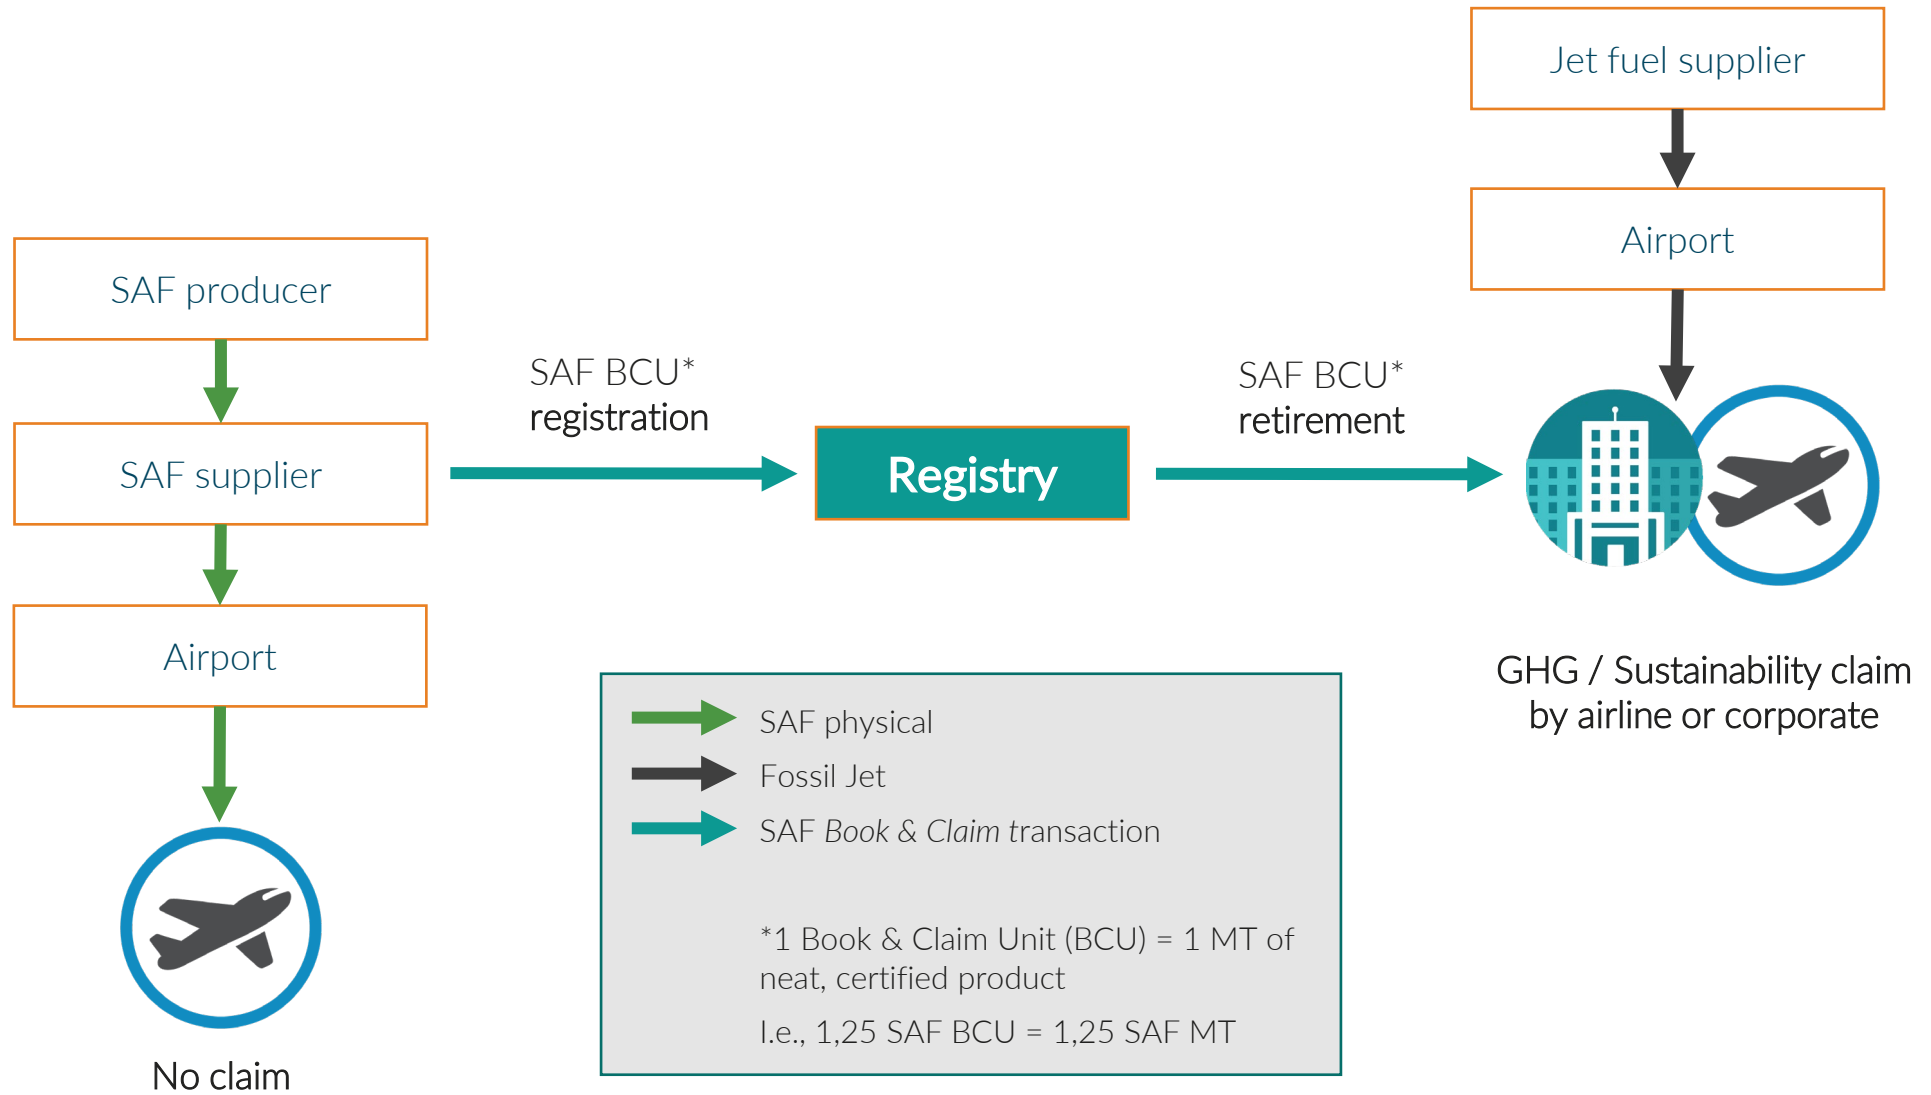 Jet fuel supplier
Airport
SAF producer
SAF supplier
Airport
No claim
SAF BCU*
registration
Registry
SAF BCU*
retirement
GHG / Sustainability claim
by airline or corporate
SAF physical
Fossil Jet
SAF Book & Claim transaction
*1 Book & Claim Unit (BCU) = 1 MT of
neat, certified product
I.e., 1,25 SAF BCU = 1,25 SAF MT